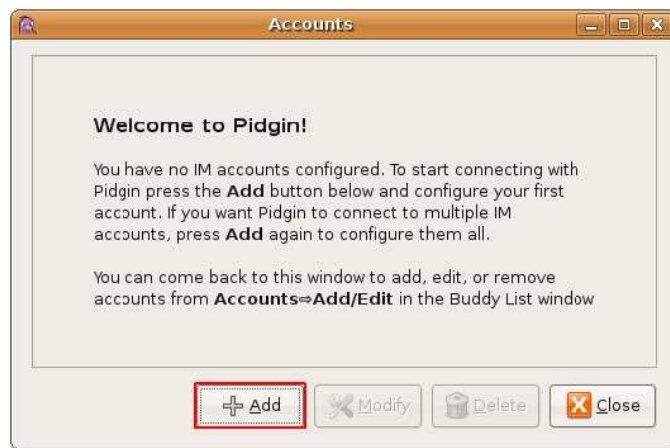 Accounts
Welcome to Pidgin!
You have no IM accounts configured. To start connecting with
Pidgin press the Add button below and configure your first
account. If you want Pidgin to connect to multiple IM
accounts, press Add again to configure them all.
You can come back to this window to add, edit, or remove
accounts from Accounts⇨Add/Edit in the Buddy List window
Add Modify Delete Close